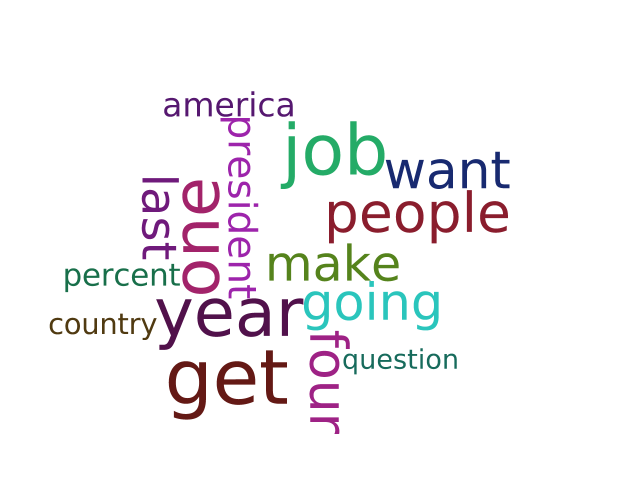 america
president
job
want
last
one
people
make
percent
year
going
country
four
question
get